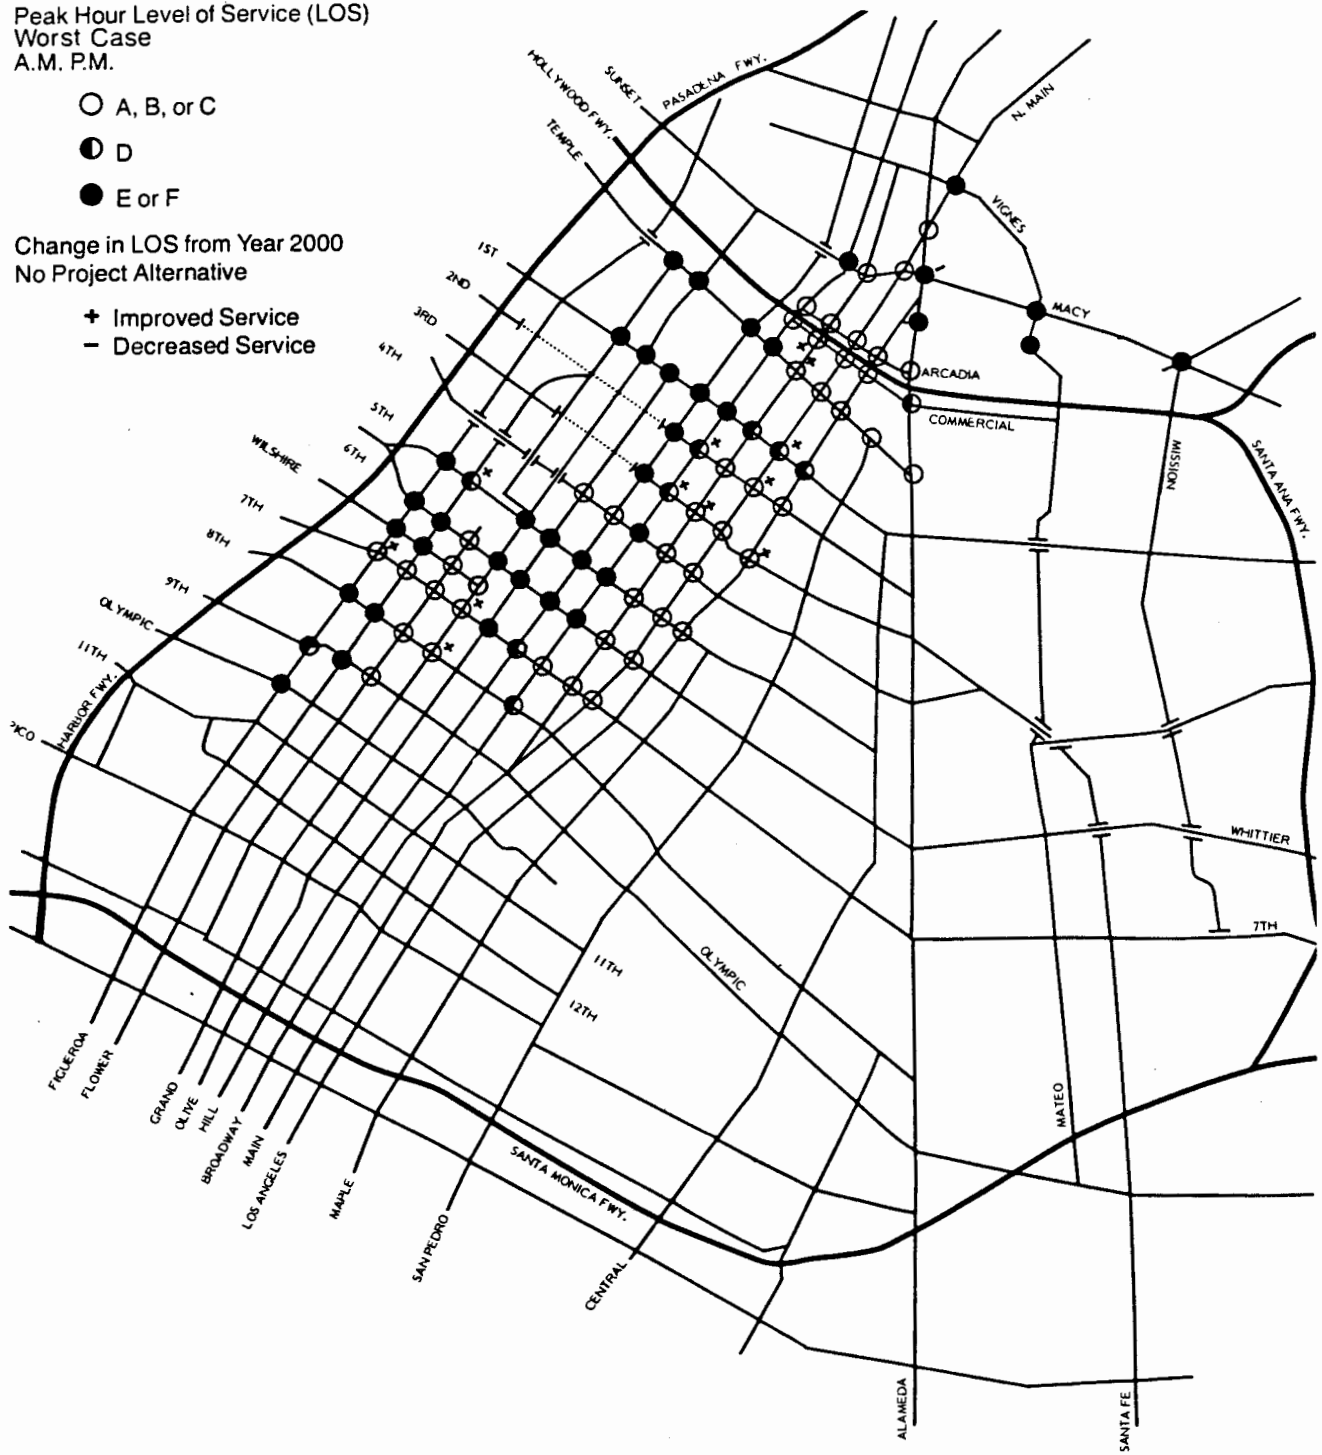 Peak Hour Level of Service (LOS)
Worst Case
A.M. P.M.
A, B, or C
D
E or F
Change in LOS from Year 2000
No Project Alternative
+ Improved Service
− Decreased Service
HOLLYWOOD FWY.
SUNSET
PASADENA FWY.
TEMPLE
N. MAIN
VIGNES
1ST
2ND
3RD
4TH
5TH
6TH
WILSHIRE
7TH
8TH
9TH
OLYMPIC
11TH
HARBOR FWY.
PICO
MACY
ARCADIA
COMMERCIAL
MISSION
SANTA ANA FWY.
WHITTIER
7TH
OLYMPIC
11TH
12TH
FIGUEROA
FLOWER
GRAND
OLIVE
HILL
BROADWAY
MAIN
LOS ANGELES
MAPLE
SAN PEDRO
SANTA MONICA FWY.
CENTRAL
MATEO
ALAMEDA
SANTA FE